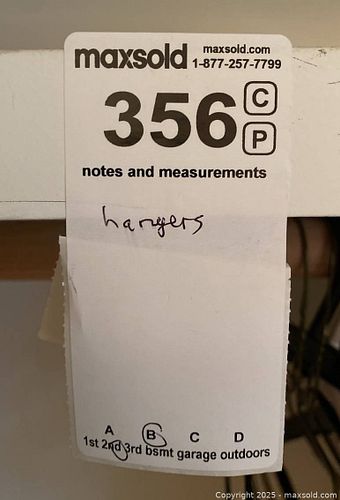 maxsold maxsold.com
1-877-257-7799
356 C
P
notes and measurements
hangers
A B C D
1st 2nd 3rd bsmt garage outdoors
Copyright © 2025 - maxsold.com